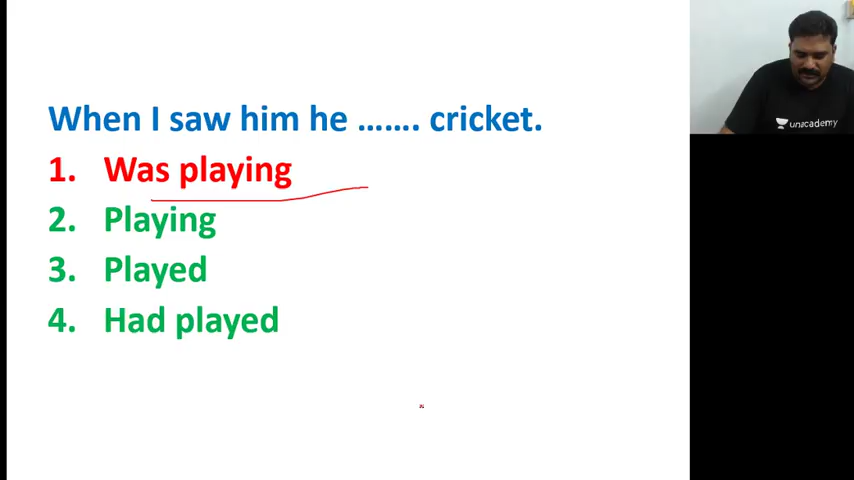 When I saw him he ....... cricket.
1. Was playing
2. Playing
3. Played
4. Had played
unacademy